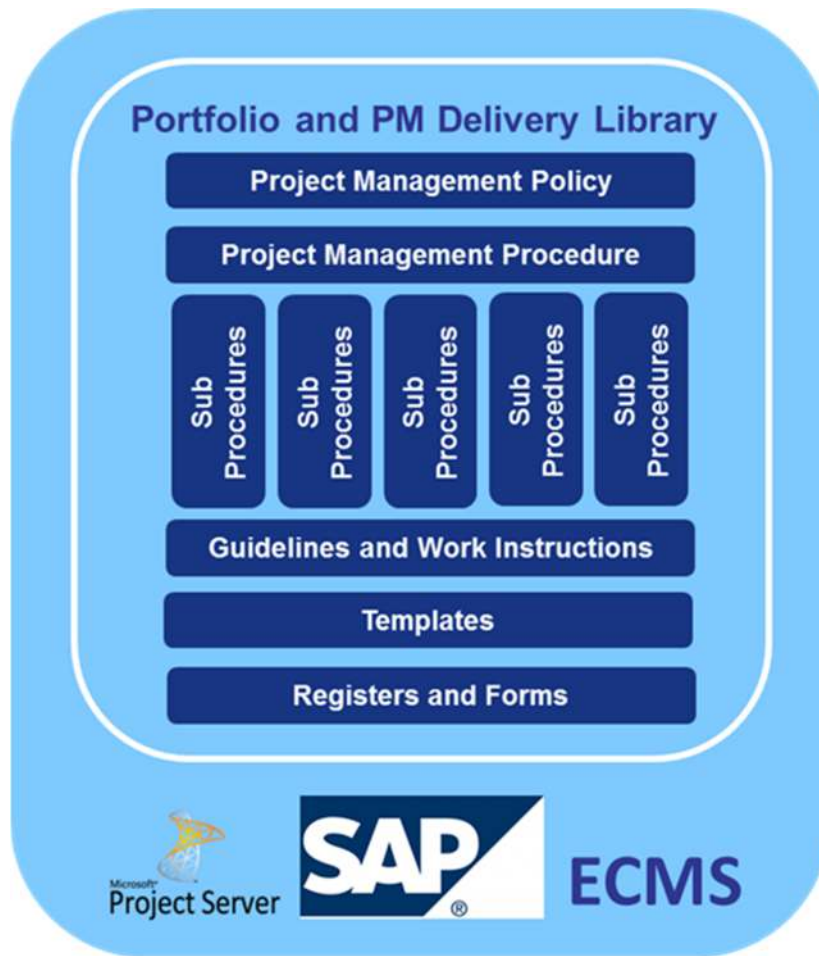 Portfolio and PM Delivery Library
Project Management Policy
Project Management Procedure
Sub
Procedures
Sub
Procedures
Sub
Procedures
Sub
Procedures
Sub
Procedures
Guidelines and Work Instructions
Templates
Registers and Forms
Microsoft®
Project Server
SAP
®
ECMS